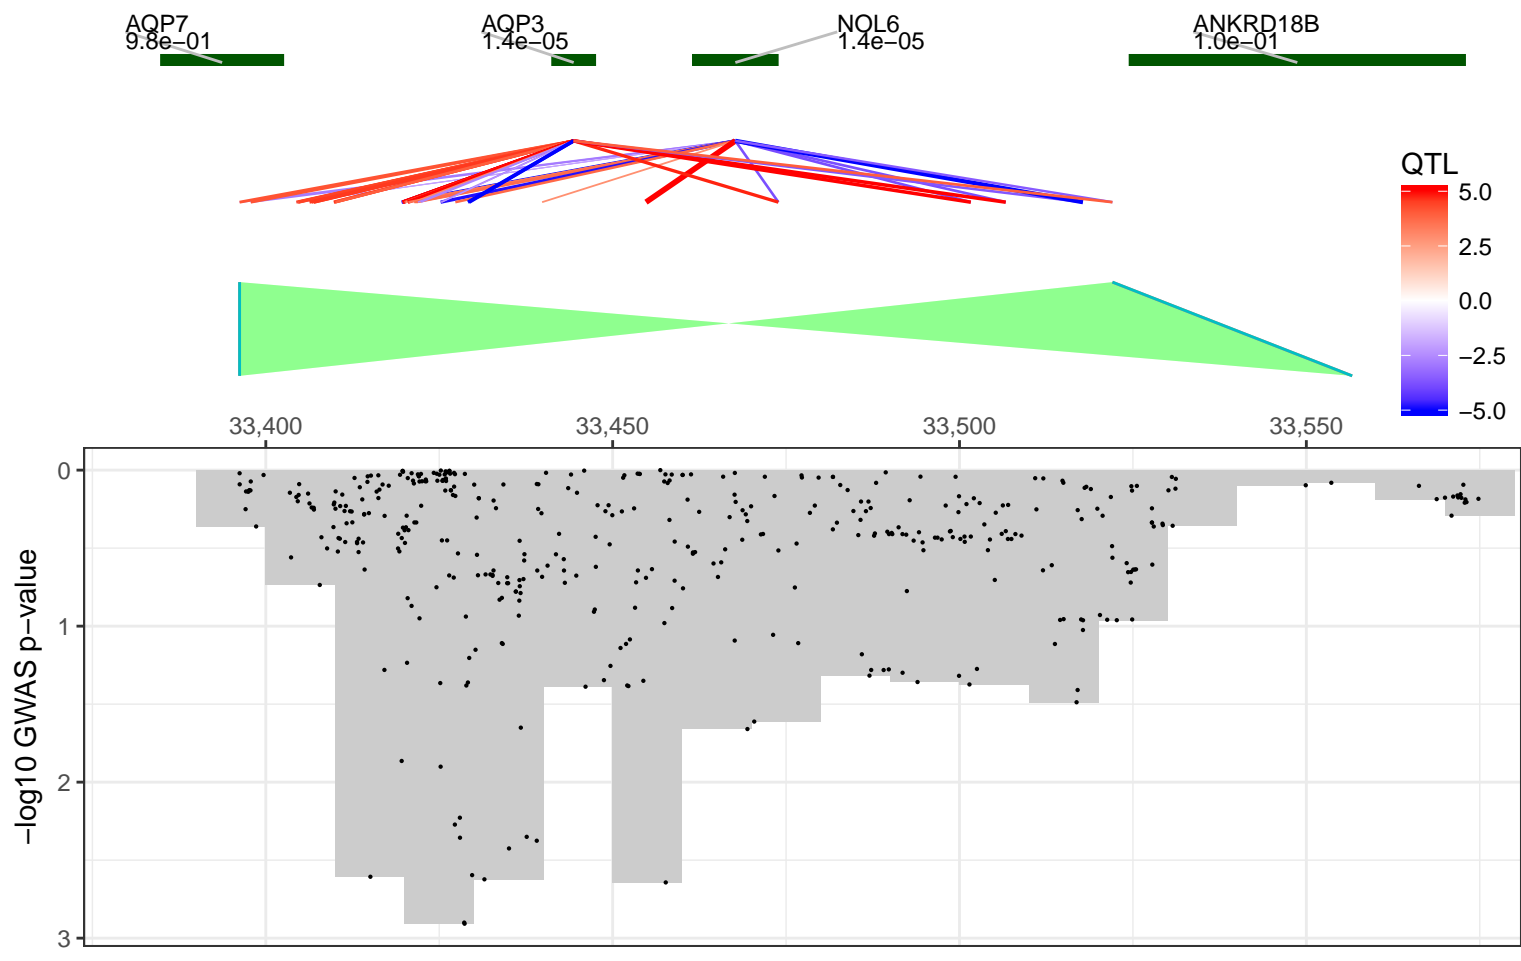 AQP7
9.8e−01
AQP3
1.4e−05
NOL6
1.4e−05
ANKRD18B
1.0e−01
QTL
5.0
2.5
0.0
−2.5
−5.0
33,400
33,450
33,500
33,550
0
1
2
3
−log10 GWAS p−value